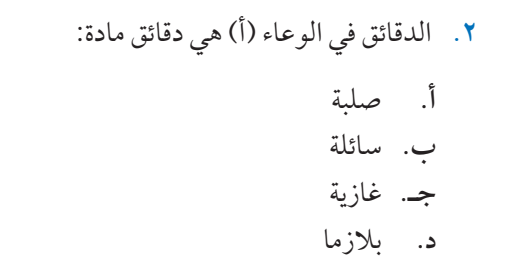 ٢. الدقائق في الوعاء (أ) هي دقائق مادة:
أ. صلبة
ب. سائلة
جـ. غازية
د. بلازما